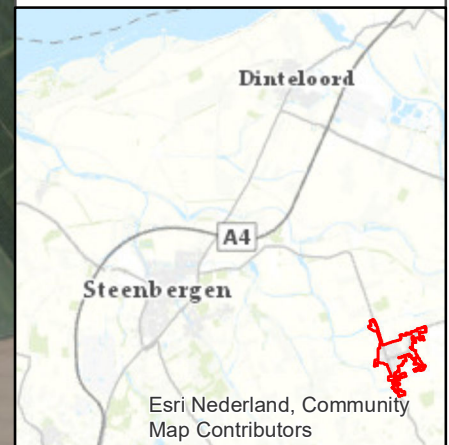 Dinteloord
A4
Steenbergen
Esri Nederland, Community
Map Contributors